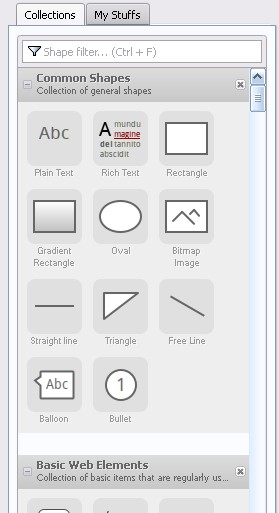 Collections
My Stuffs
Shape filter... (Ctrl + F)
Common Shapes
Collection of general shapes
Abc
A mundu
magine
del tannito
abscidit
Plain Text
Rich Text
Rectangle
Gradient
Rectangle
Oval
Bitmap
Image
Straight line
Triangle
Free Line
Abc
1
Balloon
Bullet
Basic Web Elements
Collection of basic items that are regularly us...